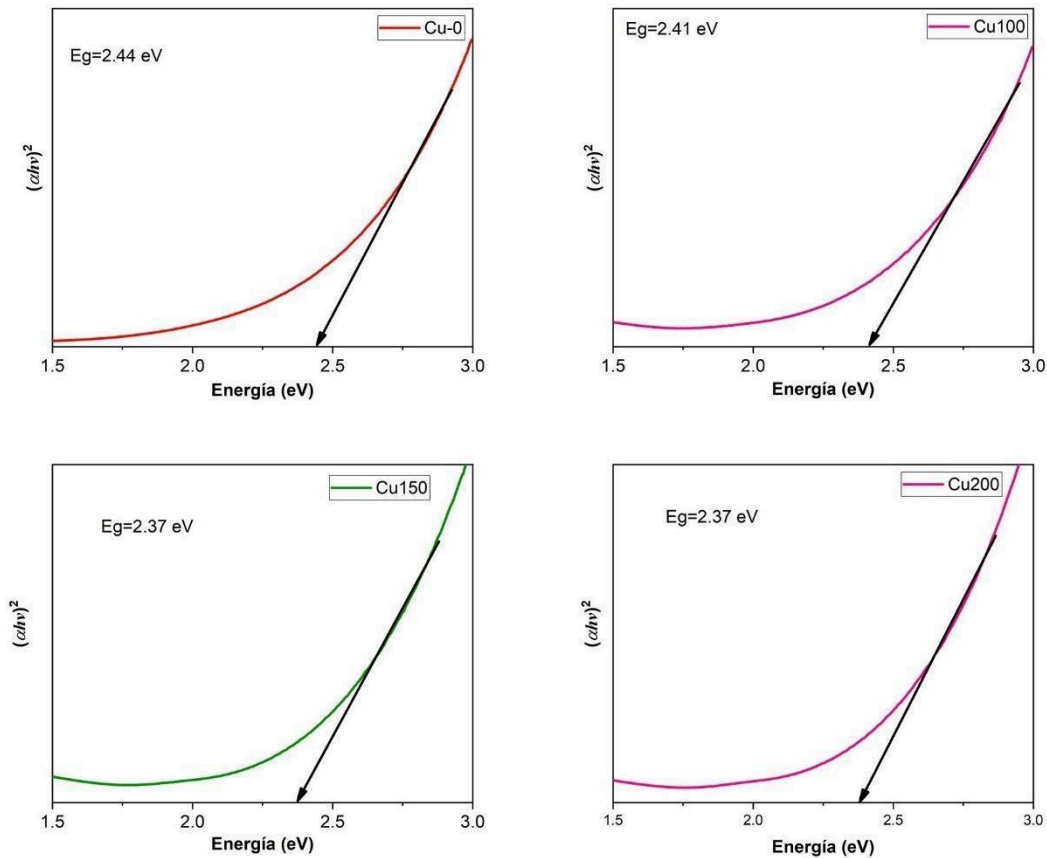 Cu-0
Eg=2.44 eV
(αhν)²
1.5 2.0 2.5 3.0
Energía (eV)
Cu100
Eg=2.41 eV
(αhν)²
1.5 2.0 2.5 3.0
Energía (eV)
Cu150
Eg=2.37 eV
(αhν)²
1.5 2.0 2.5 3.0
Energía (eV)
Cu200
Eg=2.37 eV
(αhν)²
1.5 2.0 2.5 3.0
Energía (eV)